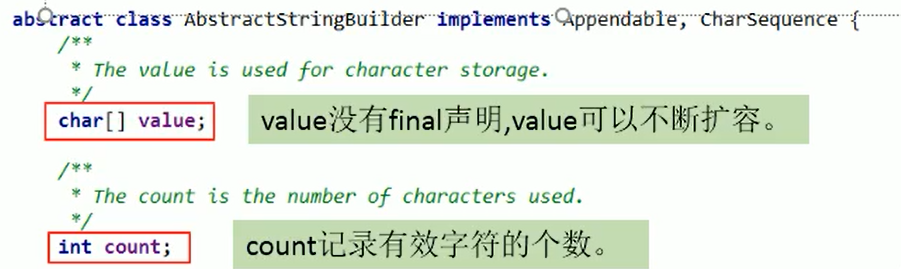 abstract class AbstractStringBuilder implements Appendable, CharSequence {
/**
* The value is used for character storage.
*/
char[] value;
value没有final声明,value可以不断扩容。
/**
* The count is the number of characters used.
*/
int count;
count记录有效字符的个数。